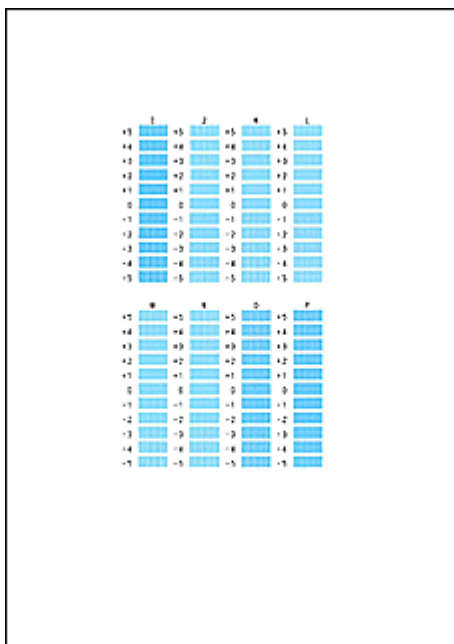 I J K L
+5 +5 +5 +5
+4 +4 +4 +4
+3 +3 +3 +3
+2 +2 +2 +2
+1 +1 +1 +1
0 0 0 0
-1 -1 -1 -1
-2 -2 -2 -2
-3 -3 -3 -3
-4 -4 -4 -4
-5 -5 -5 -5
M N O P
+5 +5 +5 +5
+4 +4 +4 +4
+3 +3 +3 +3
+2 +2 +2 +2
+1 +1 +1 +1
0 0 0 0
-1 -1 -1 -1
-2 -2 -2 -2
-3 -3 -3 -3
-4 -4 -4 -4
-5 -5 -5 -5